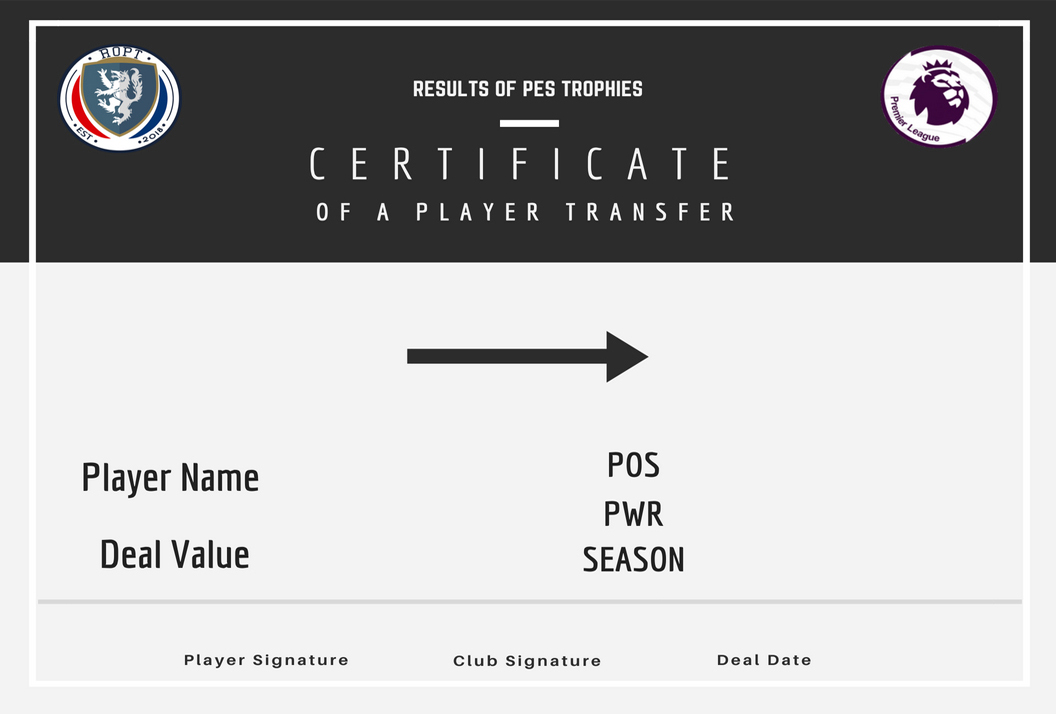 ROPT
• EST •
• 2018 •
RESULTS OF PES TROPHIES
Premier League
CERTIFICATE
OF A PLAYER TRANSFER
Player Name
POS
PWR
Deal Value
SEASON
Player Signature
Club Signature
Deal Date